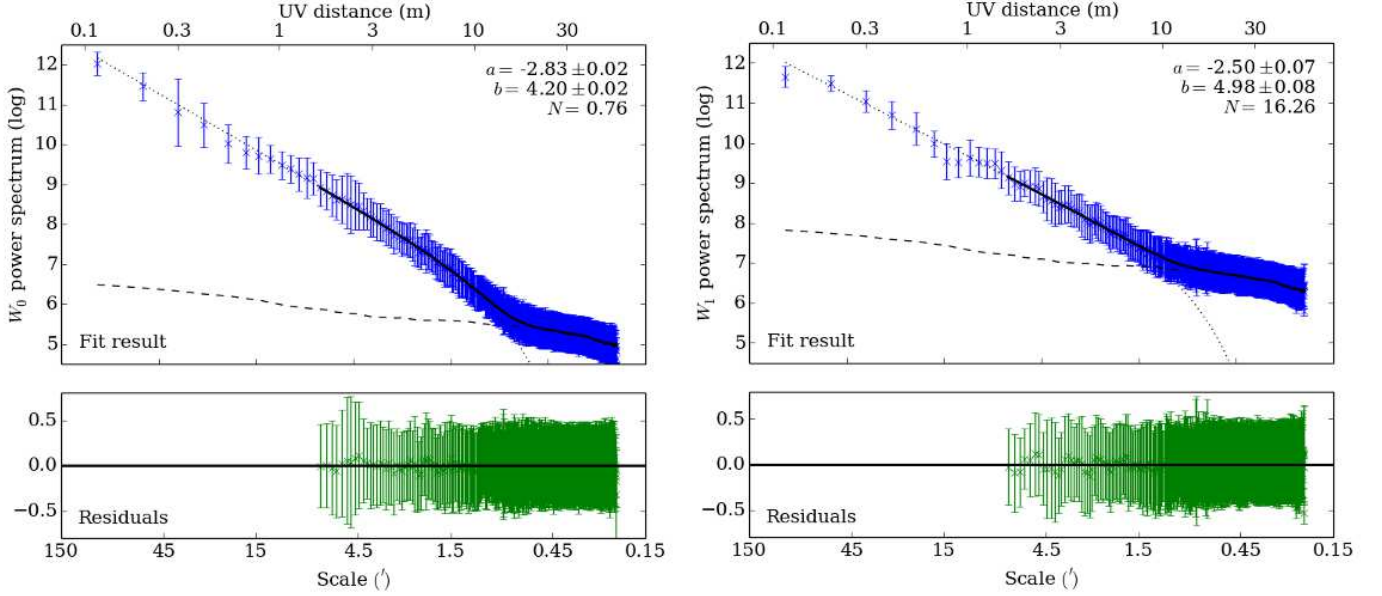 UV distance (m)
0.1 0.3 1 3 10 30
W₀ power spectrum (log)
12
11
10
9
8
7
6
5
a = -2.83 ±0.02
b = 4.20 ±0.02
N = 0.76
Fit result
0.5
0.0
−0.5
Residuals
150 45 15 4.5 1.5 0.45 0.15
Scale (′)
UV distance (m)
0.1 0.3 1 3 10 30
W₁ power spectrum (log)
12
11
10
9
8
7
6
5
a = -2.50 ±0.07
b = 4.98 ±0.08
N = 16.26
Fit result
0.5
0.0
−0.5
Residuals
150 45 15 4.5 1.5 0.45 0.15
Scale (′)